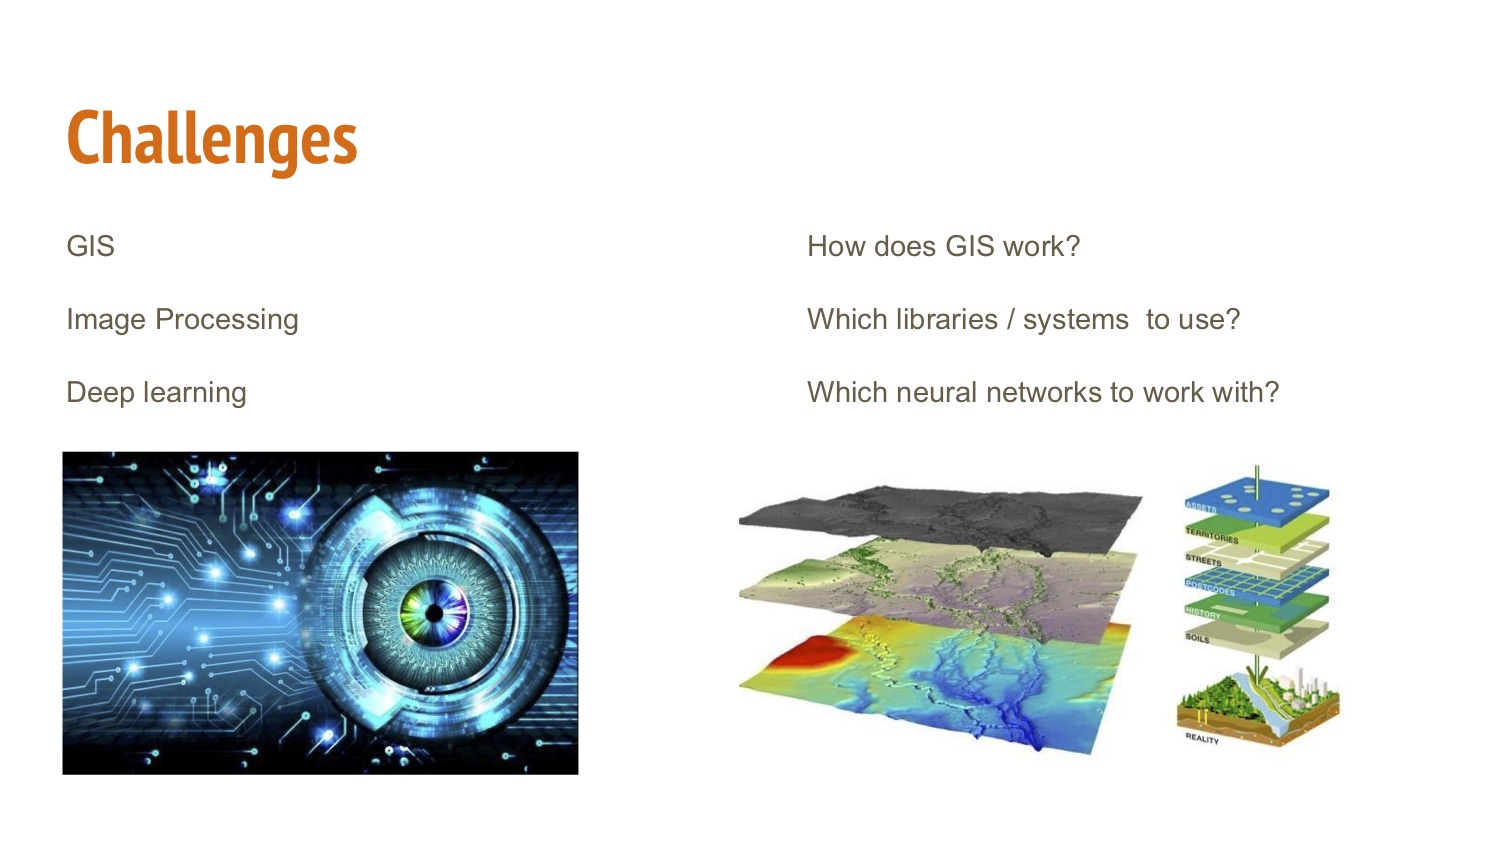 Challenges
GIS
Image Processing
Deep learning
How does GIS work?
Which libraries / systems  to use?
Which neural networks to work with?
ASSETS
TERRITORIES
STREETS
POSTCODES
HISTORY
SOILS
REALITY